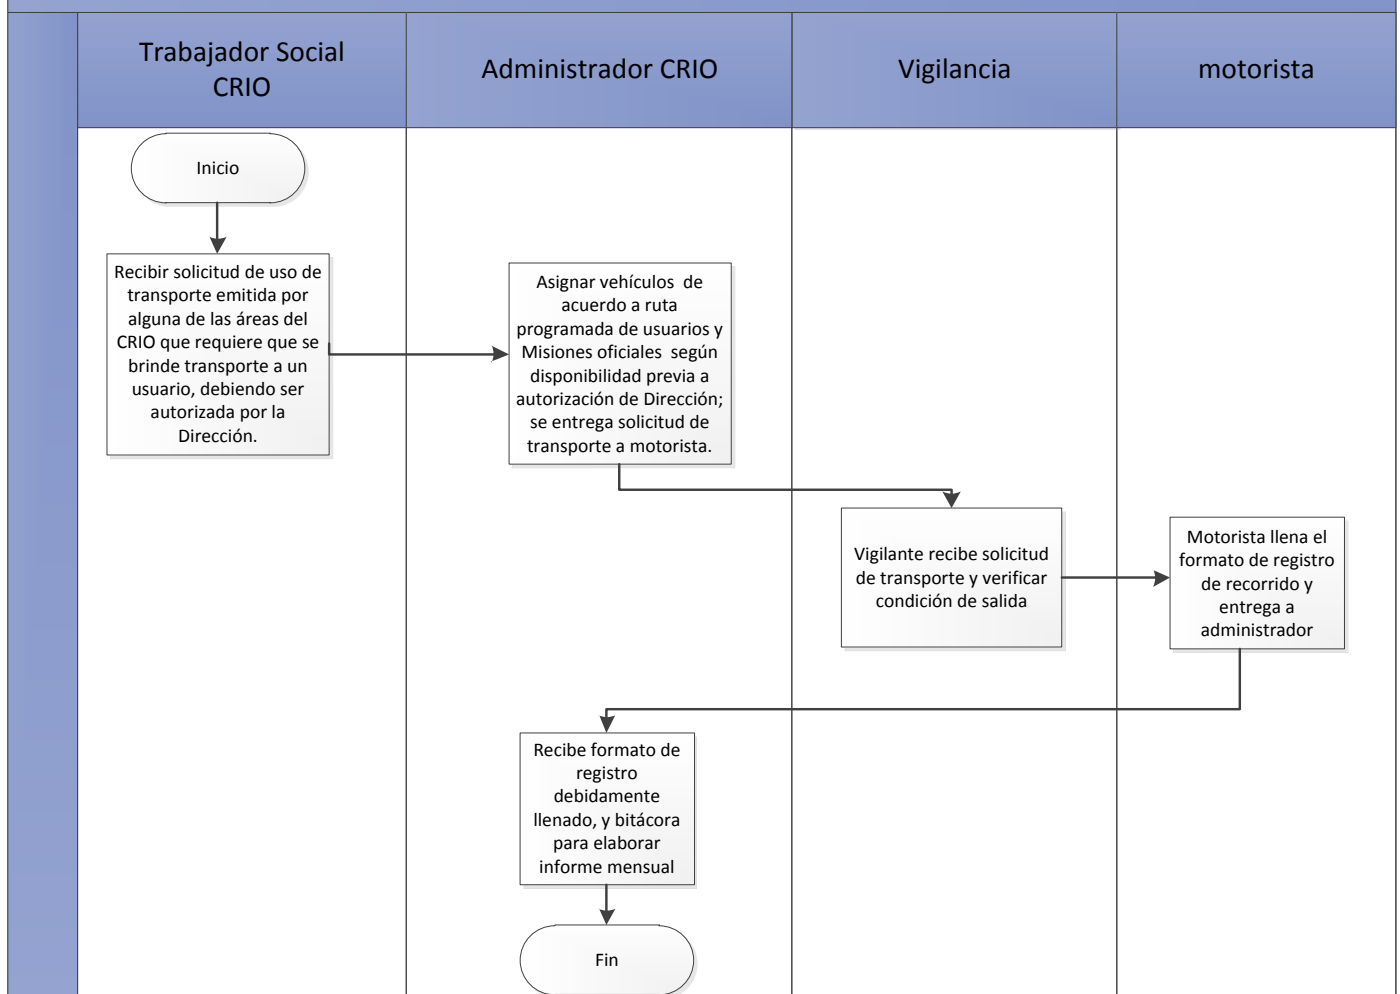 Trabajador Social
CRIO
Administrador CRIO
Vigilancia
motorista
Inicio
Recibir solicitud de uso de
transporte emitida por
alguna de las áreas del
CRIO que requiere que se
brinde transporte a un
usuario, debiendo ser
autorizada por la
Dirección.
Asignar vehículos de
acuerdo a ruta
programada de usuarios y
Misiones oficiales según
disponibilidad previa a
autorización de Dirección;
se entrega solicitud de
transporte a motorista.
Vigilante recibe solicitud
de transporte y verificar
condición de salida
Motorista llena el
formato de registro
de recorrido y
entrega a
administrador
Recibe formato de
registro
debidamente
llenado, y bitácora
para elaborar
informe mensual
Fin